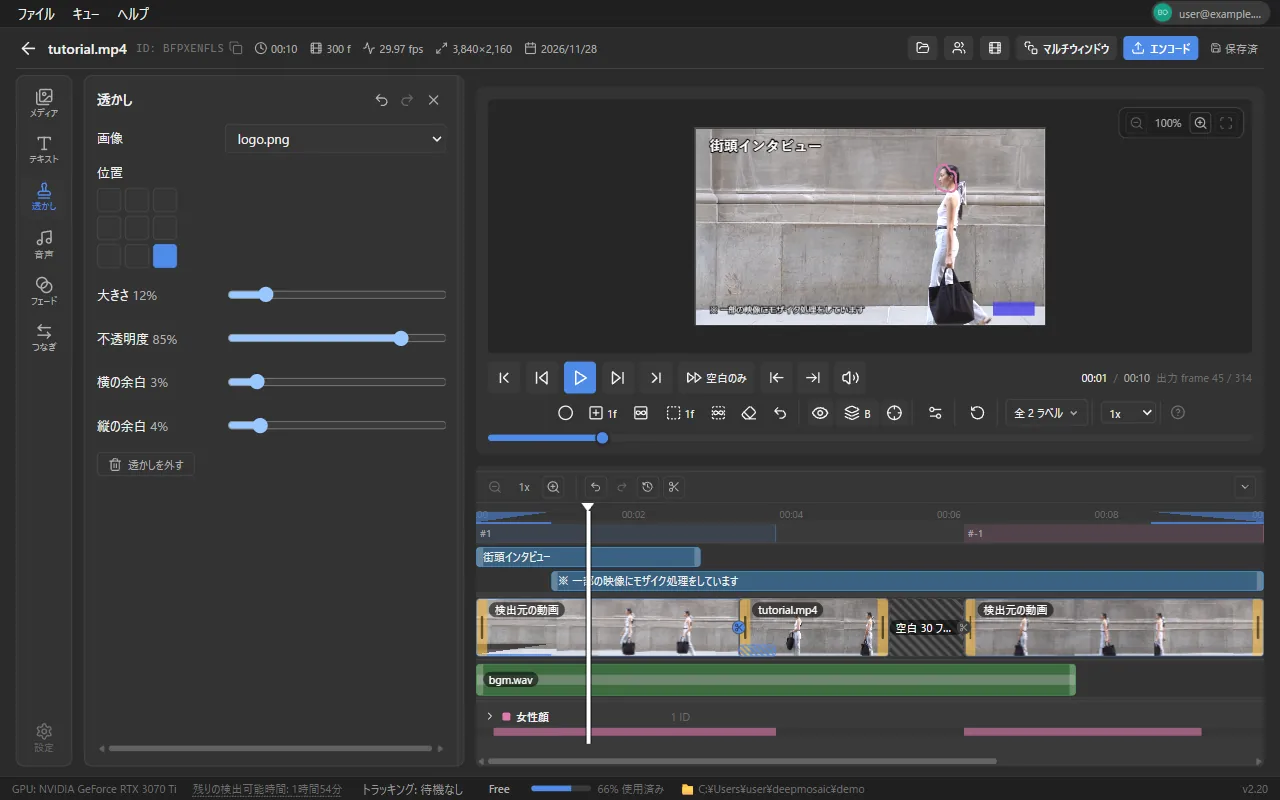 ファイル キュー ヘルプ BO user@example....
tutorial.mp4 ID: BFPXENFLS 00:10 300 f 29.97 fps 3,840×2,160 2026/11/28 マルチウィンドウ エンコード 保存済
メディア
テキスト
透かし
音声
フェード
つなぎ
設定
透かし
画像 logo.png
位置
大きさ 12%
不透明度 85%
横の余白 3%
縦の余白 4%
透かしを外す
100%
街頭インタビュー
※ 一部の映像にモザイク処理をしています
空白のみ 00:01 / 00:10 出力 frame 45 / 314
1f 1f B 全 2 ラベル 1x
1x
00 00:02 00:04 00:06 00:08 00
#1 #-1
街頭インタビュー
※ 一部の映像にモザイク処理をしています
検出元の動画 tutorial.mp4 空白 30 フ... 検出元の動画
bgm.wav
女性顔 1 ID
GPU: NVIDIA GeForce RTX 3070 Ti 残りの検出可能時間: 1時間54分 トラッキング: 待機なし Free 66% 使用済み C:¥Users¥user¥deepmosaic¥demo v2.20